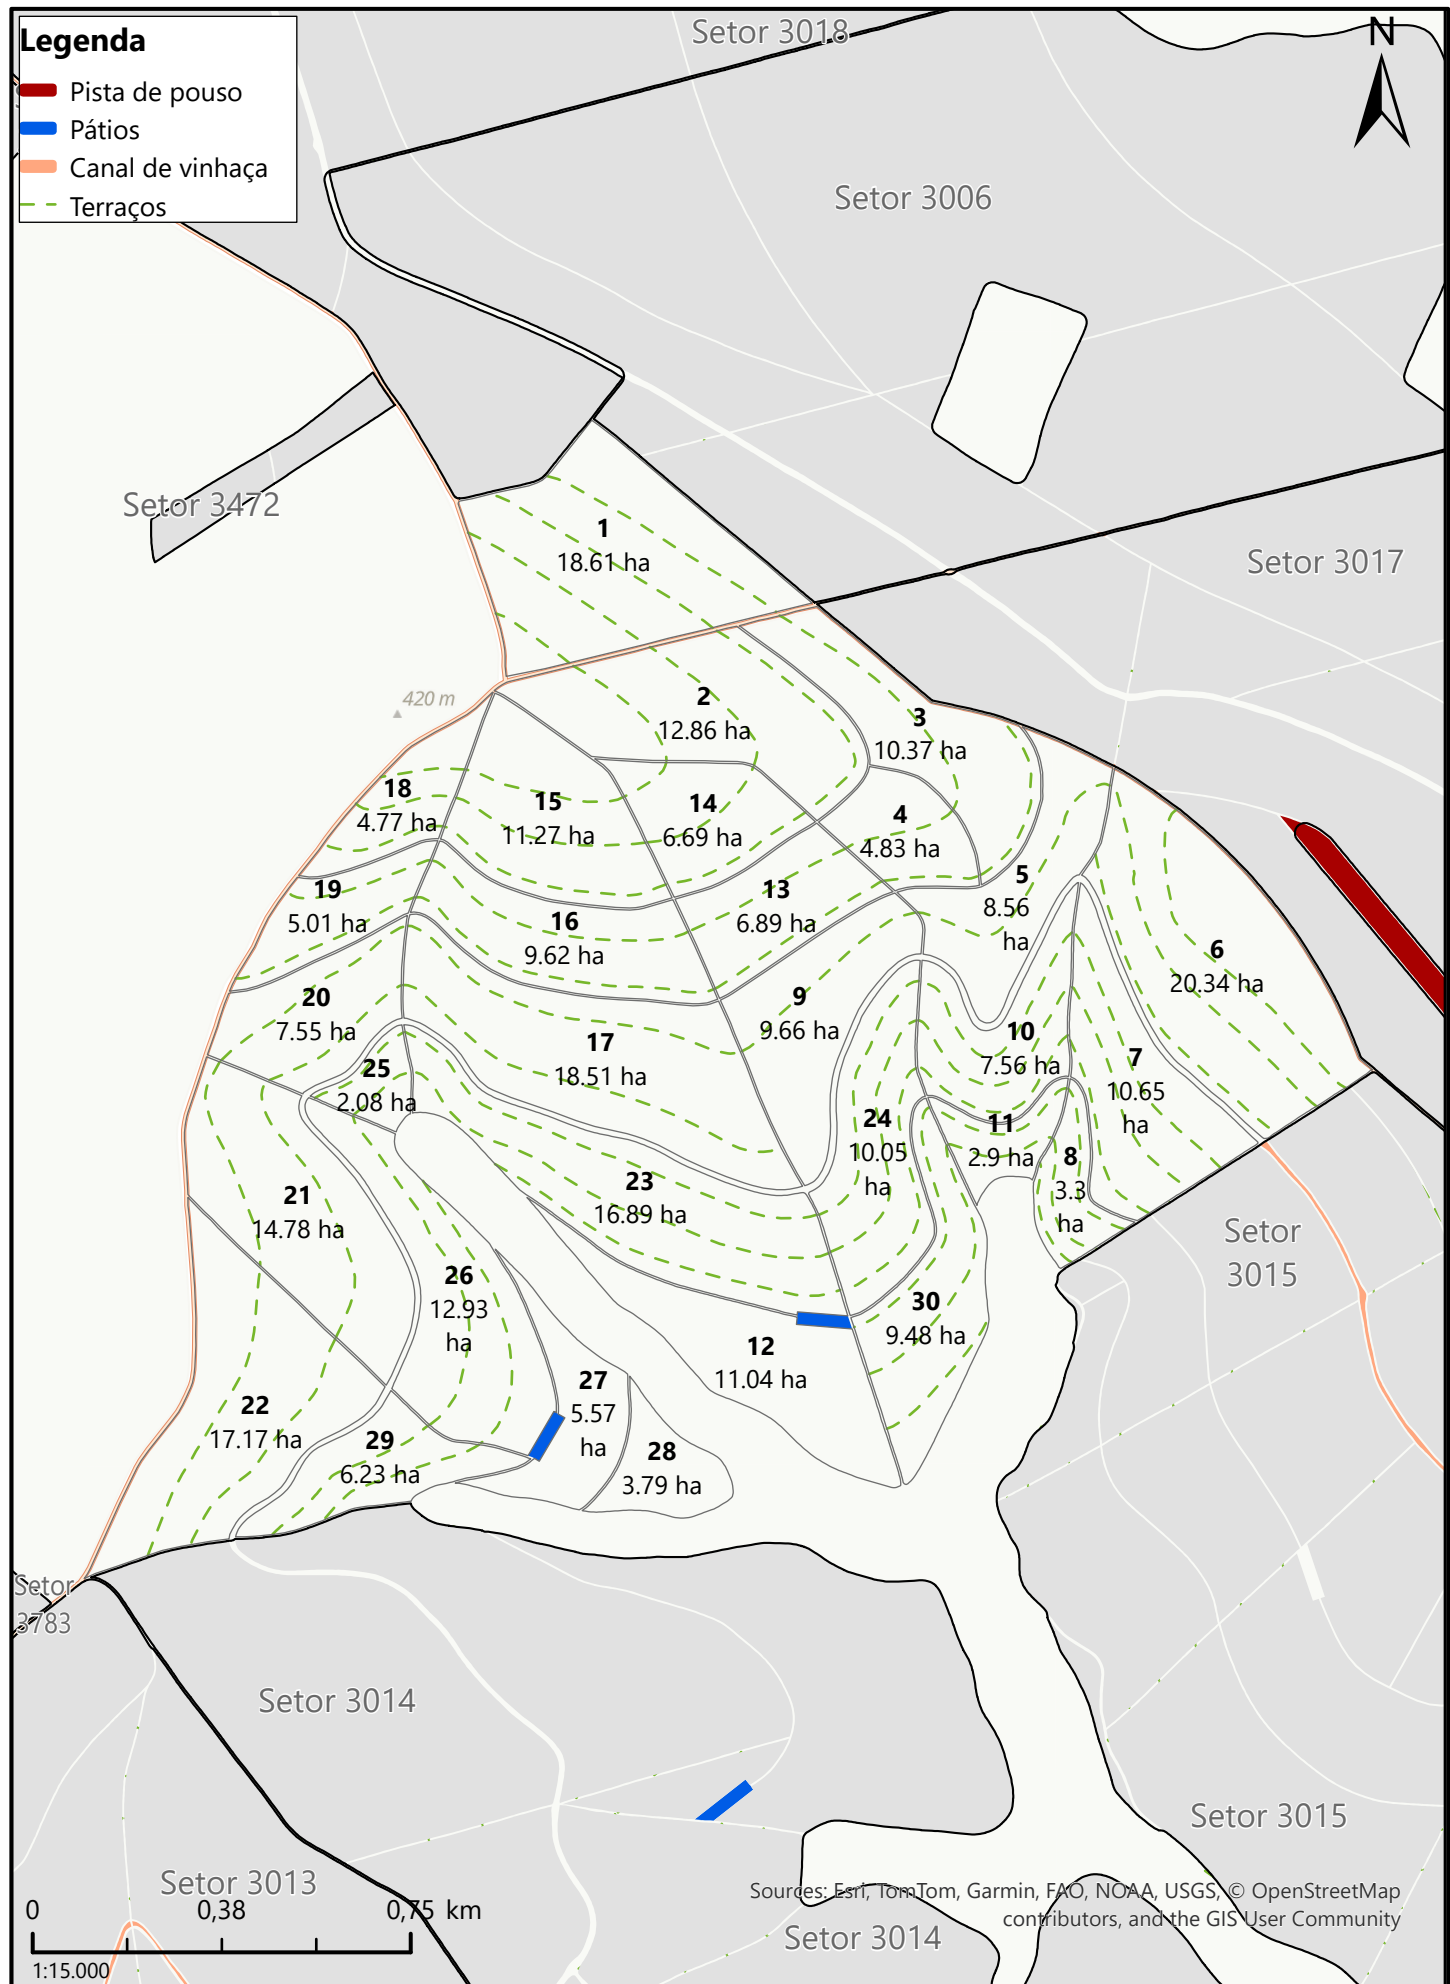 Legenda
Pista de pouso
Pátios
Canal de vinhaça
Terraços
N
Setor 3018
Setor 3006
Setor 3472
Setor 3017
1
18.61 ha
420 m
2
12.86 ha
3
10.37 ha
18
4.77 ha
15
11.27 ha
14
6.69 ha
4
4.83 ha
19
5.01 ha
16
9.62 ha
13
6.89 ha
5
8.56
ha
6
20.34 ha
20
7.55 ha
17
18.51 ha
9
9.66 ha
10
7.56 ha
7
10.65
ha
25
2.08 ha
24
10.05
ha
11
2.9 ha
8
3.3
ha
21
14.78 ha
23
16.89 ha
Setor
3015
26
12.93
ha
30
9.48 ha
12
11.04 ha
27
5.57
ha
22
17.17 ha
29
6.23 ha
28
3.79 ha
Setor
3783
Setor 3014
Setor 3015
Setor 3013
Setor 3014
0 0,38 0,75 km
1:15.000
Sources: Esri, TomTom, Garmin, FAO, NOAA, USGS, © OpenStreetMap
contributors, and the GIS User Community